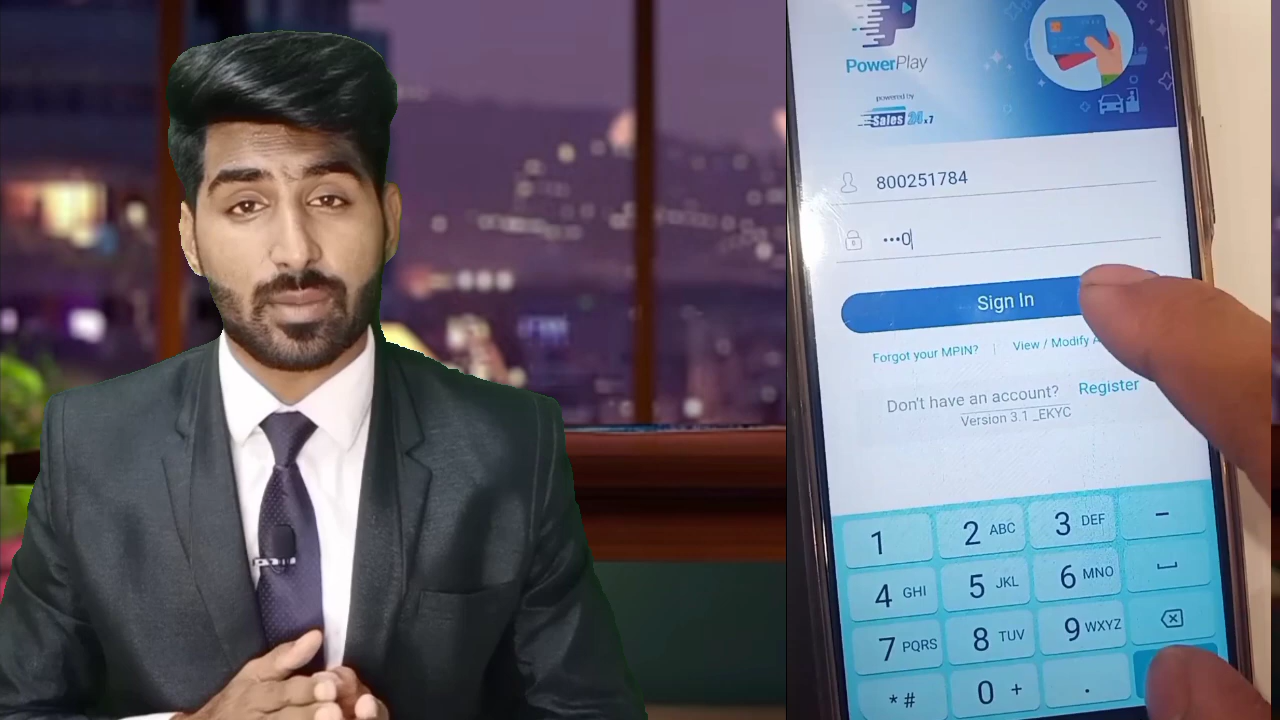 PowerPlay
powered by
Sales 24x7
800251784
•••0
Sign In
Forgot your MPIN? | View / Modify A
Don't have an account? Register
Version 3.1 _EKYC
1
2 ABC
3 DEF
–
4 GHI
5 JKL
6 MNO
7 PQRS
8 TUV
9 WXYZ
* #
0 +
.